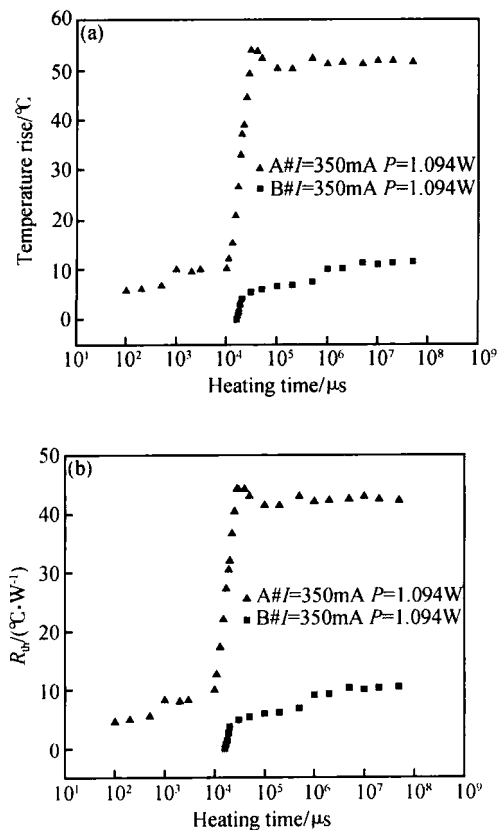 (a)
60
50
40
30
20
10
0
Temperature rise/℃
▲ A#I=350mA P=1.094W
■ B#I=350mA P=1.094W
10¹ 10² 10³ 10⁴ 10⁵ 10⁶ 10⁷ 10⁸ 10⁹
Heating time/μs
(b)
50
40
30
20
10
0
Rth/(℃·W⁻¹)
▲ A#I=350mA P=1.094W
■ B#I=350mA P=1.094W
10¹ 10² 10³ 10⁴ 10⁵ 10⁶ 10⁷ 10⁸ 10⁹
Heating time/μs